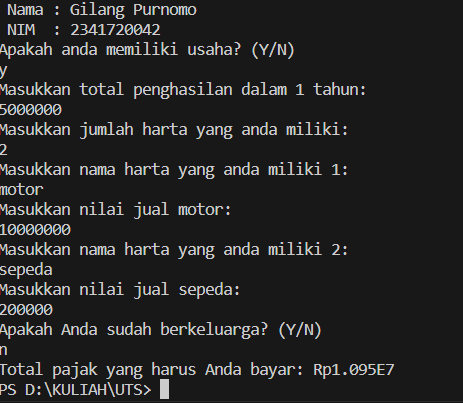 Nama : Gilang Purnomo
NIM  : 2341720042
Apakah anda memiliki usaha? (Y/N)
y
Masukkan total penghasilan dalam 1 tahun:
5000000
Masukkan jumlah harta yang anda miliki:
2
Masukkan nama harta yang anda miliki 1:
motor
Masukkan nilai jual motor:
10000000
Masukkan nama harta yang anda miliki 2:
sepeda
Masukkan nilai jual sepeda:
200000
Apakah Anda sudah berkeluarga? (Y/N)
n
Total pajak yang harus Anda bayar: Rp1.095E7
PS D:\KULIAH\UTS>